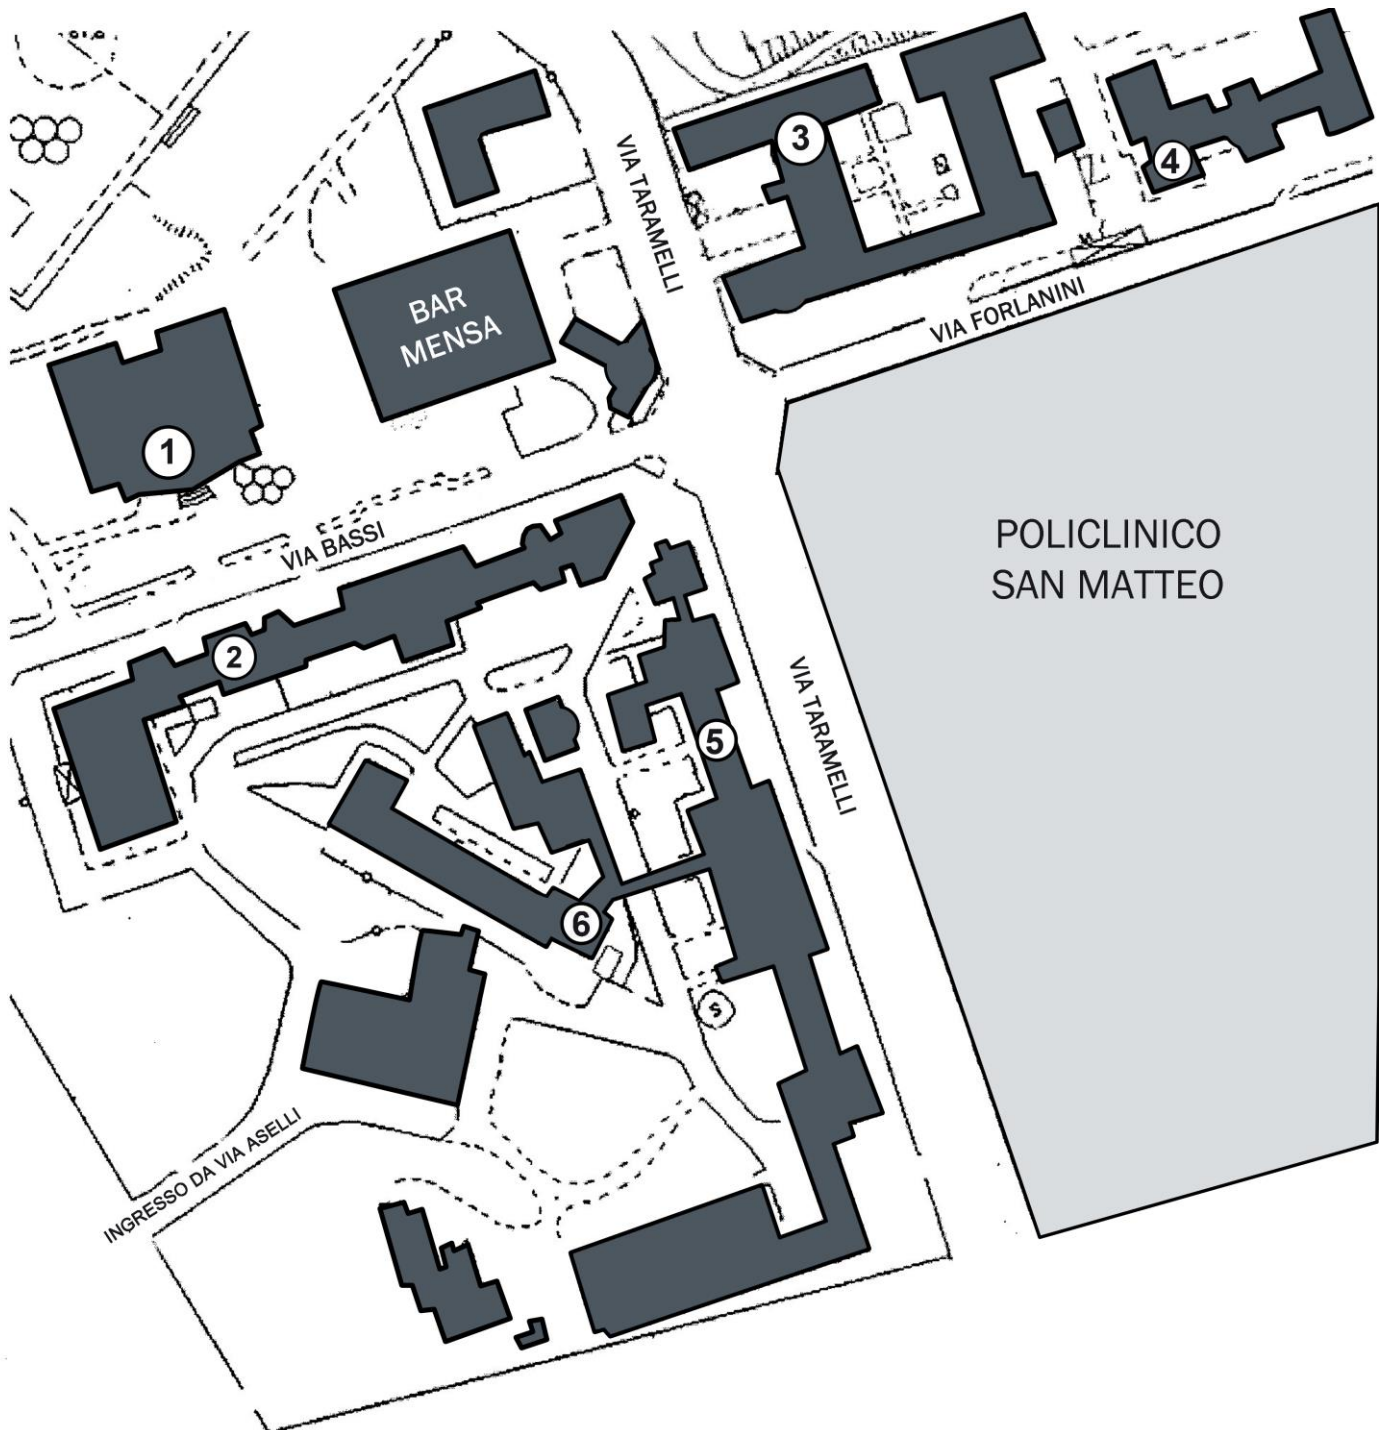 VIA TARAMELLI
3
4
BAR
MENSA
VIA FORLANINI
1
VIA BASSI
POLICLINICO
SAN MATTEO
2
VIA TARAMELLI
5
6
S
INGRESSO DA VIA ASELLI